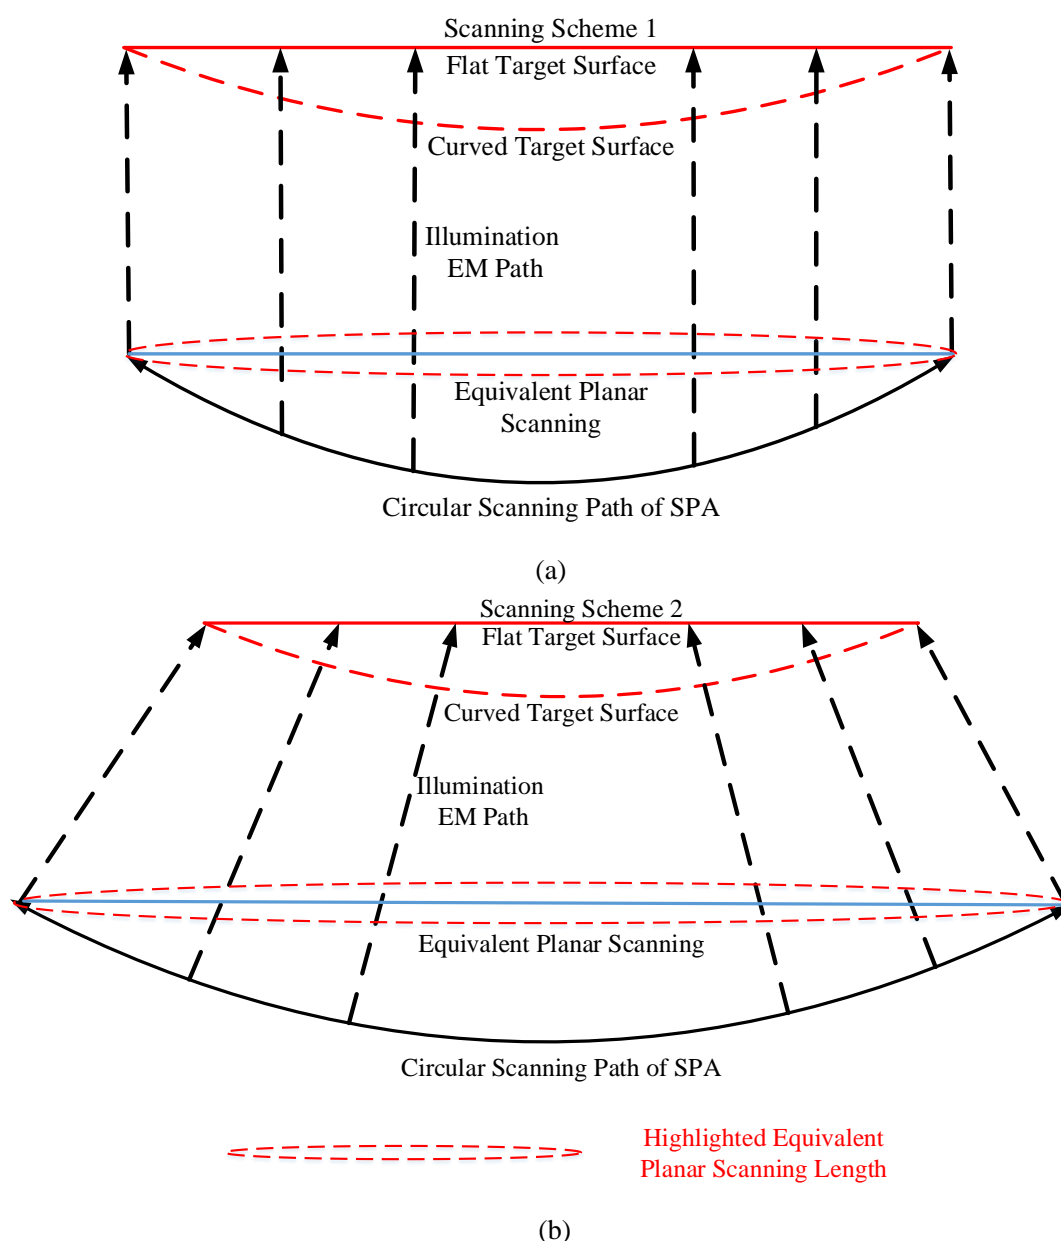 Scanning Scheme 1
Flat Target Surface
Curved Target Surface
Illumination
EM Path
Equivalent Planar
Scanning
Circular Scanning Path of SPA
(a)
Scanning Scheme 2
Flat Target Surface
Curved Target Surface
Illumination
EM Path
Equivalent Planar Scanning
Circular Scanning Path of SPA
Highlighted Equivalent
Planar Scanning Length
(b)